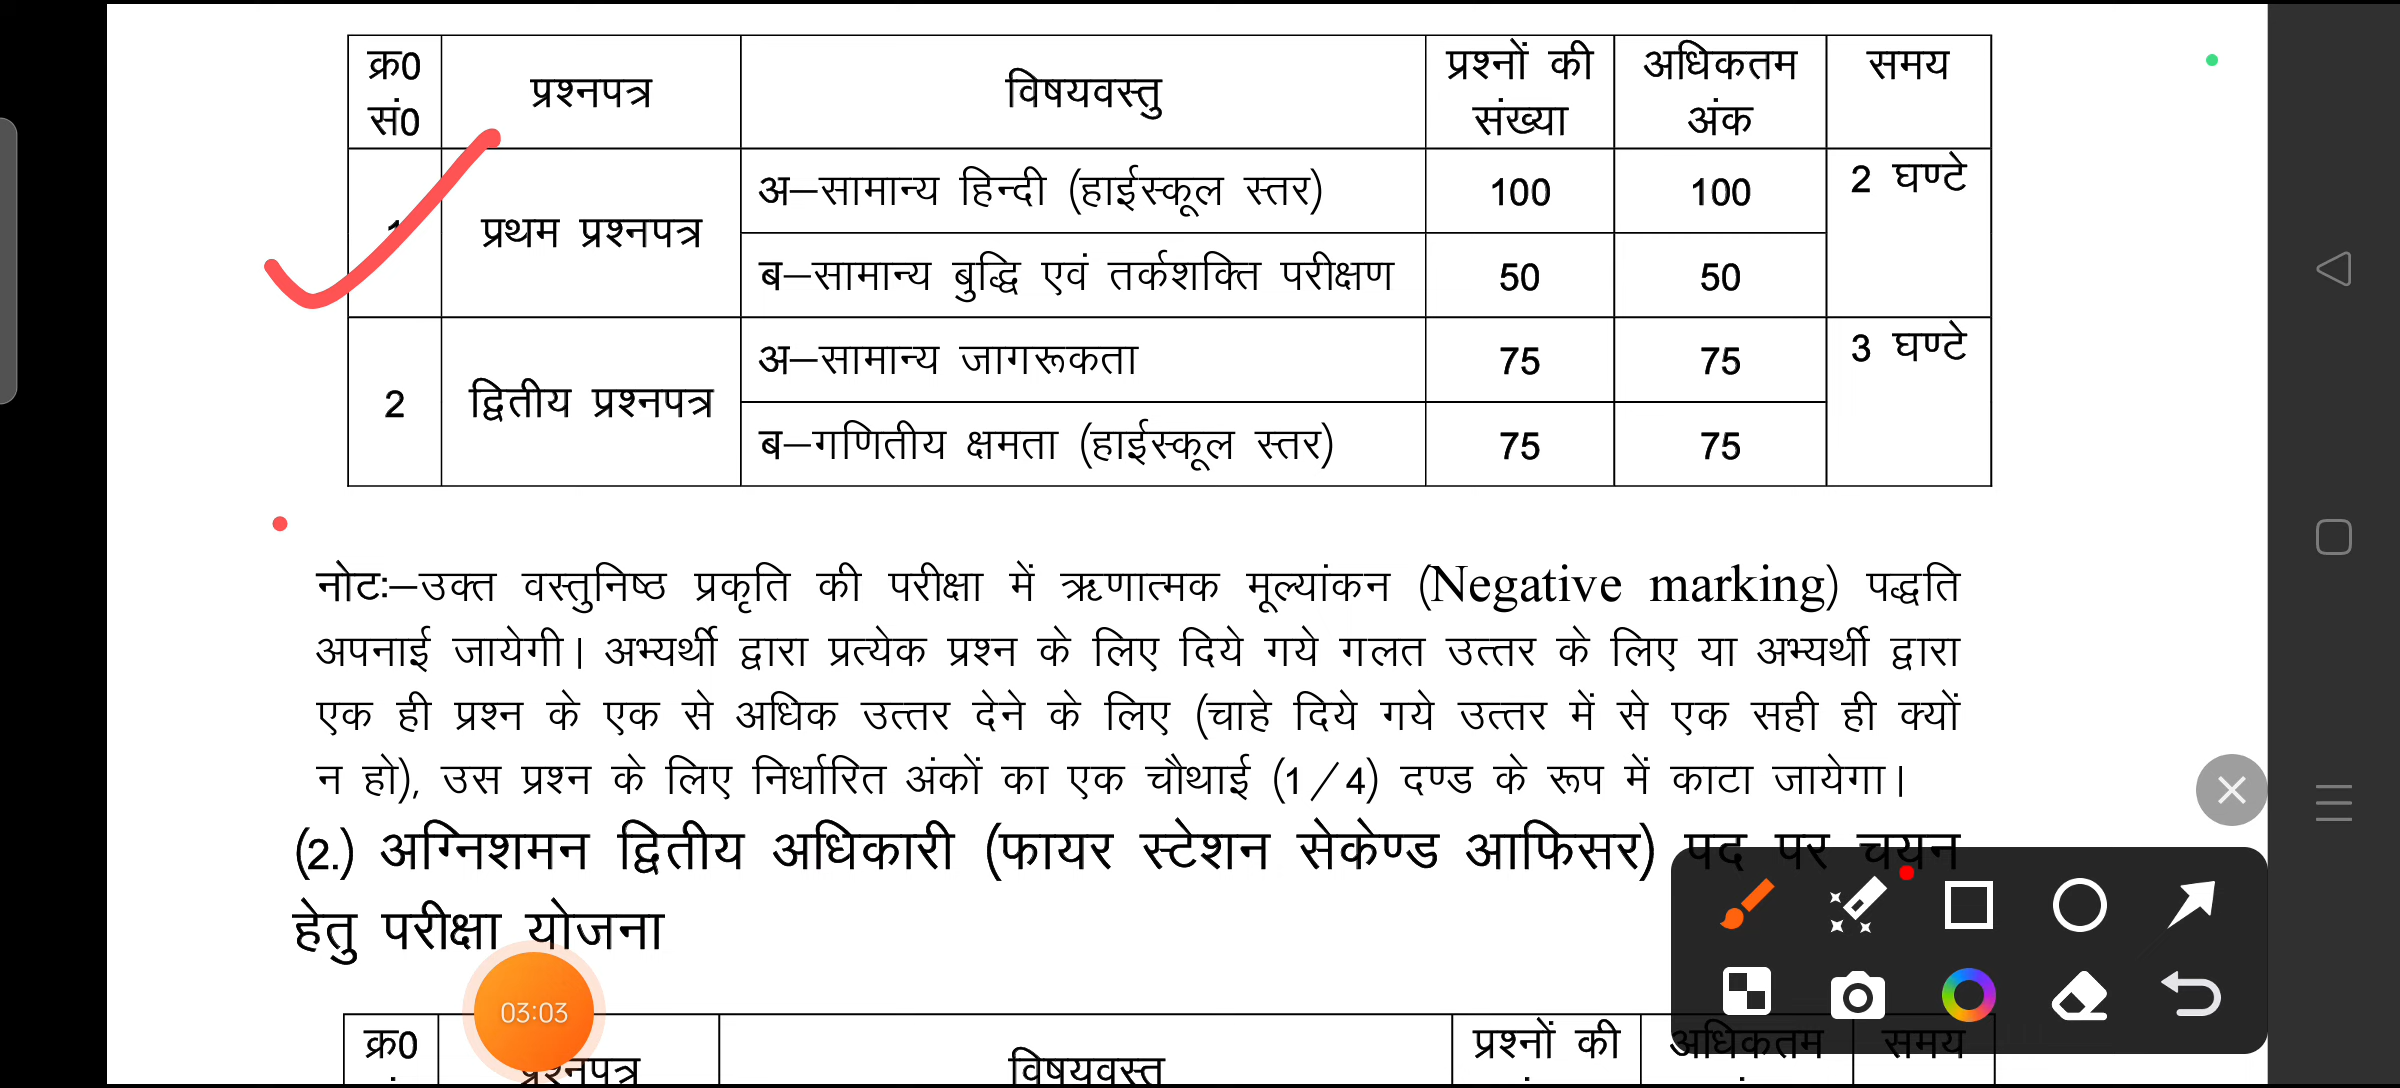 क्र0 सं0 प्रश्नपत्र विषयवस्तु प्रश्नों की संख्या अधिकतम अंक समय
1 प्रथम प्रश्नपत्र अ–सामान्य हिन्दी (हाईस्कूल स्तर) 100 100 2 घण्टे
ब–सामान्य बुद्धि एवं तर्कशक्ति परीक्षण 50 50
2 द्वितीय प्रश्नपत्र अ–सामान्य जागरूकता 75 75 3 घण्टे
ब–गणितीय क्षमता (हाईस्कूल स्तर) 75 75
नोटः–उक्त वस्तुनिष्ठ प्रकृति की परीक्षा में ऋणात्मक मूल्यांकन (Negative marking) पद्धति
अपनाई जायेगी। अभ्यर्थी द्वारा प्रत्येक प्रश्न के लिए दिये गये गलत उत्तर के लिए या अभ्यर्थी द्वारा
एक ही प्रश्न के एक से अधिक उत्तर देने के लिए (चाहे दिये गये उत्तर में से एक सही ही क्यों
न हो), उस प्रश्न के लिए निर्धारित अंकों का एक चौथाई (1/4) दण्ड के रूप में काटा जायेगा।
(2.) अग्निशमन द्वितीय अधिकारी (फायर स्टेशन सेकेण्ड आफिसर) पद पर चयन
हेतु परीक्षा योजना
03:03
क्र0 प्रश्नपत्र विषयवस्तु प्रश्नों की अधिकतम समय